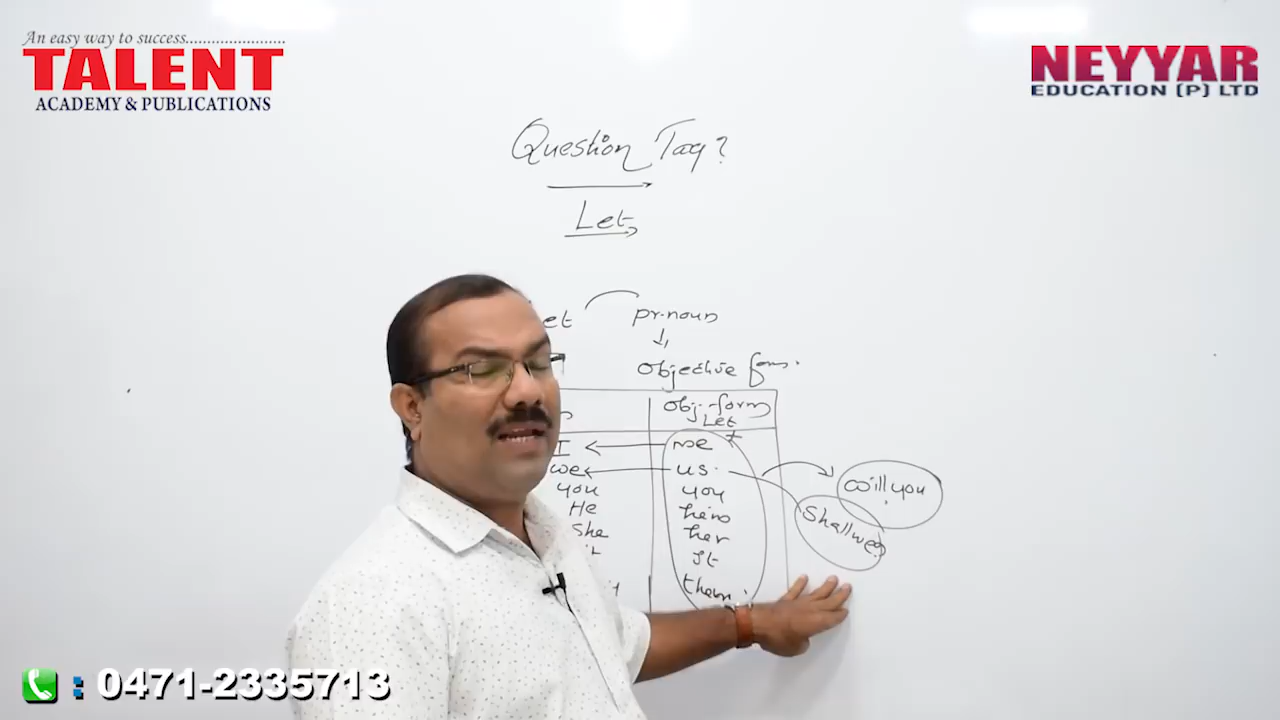 An easy way to success.......................
TALENT
ACADEMY & PUBLICATIONS
NEYYAR
EDUCATION (P) LTD
Question Tag?
Let
et pr.noun
Objective form.
Obj-form
Let +
I me
we us.
you you
He him
She her
it It
them.
will you
Shall we?
: 0471-2335713